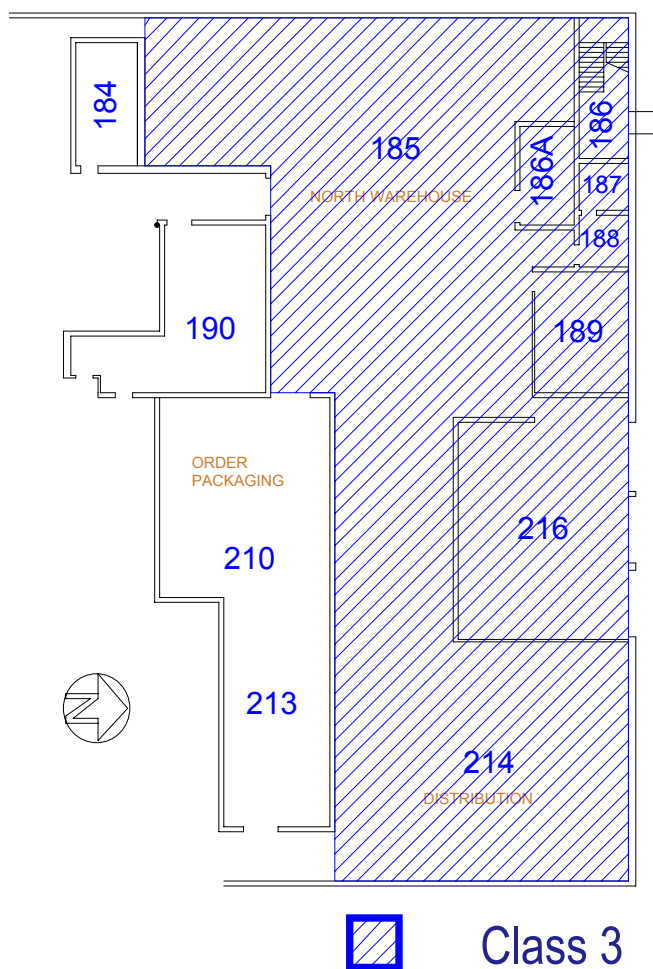 184
185
186
186A
NORTH WAREHOUSE
187
188
190
189
ORDER
PACKAGING
210
216
N
213
214
DISTRIBUTION
Class 3